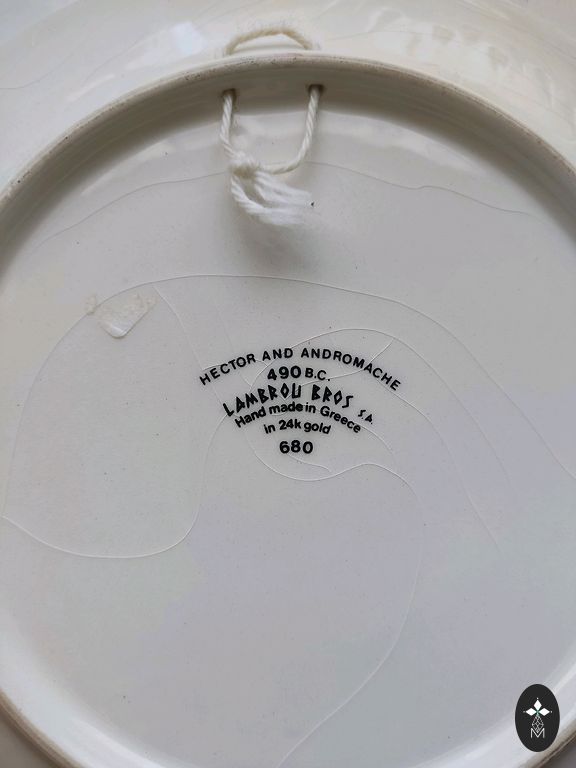 HECTOR AND ANDROMACHE
490 B.C.
LAMBROU BROS S.A.
Hand made in Greece
in 24k gold
680
M